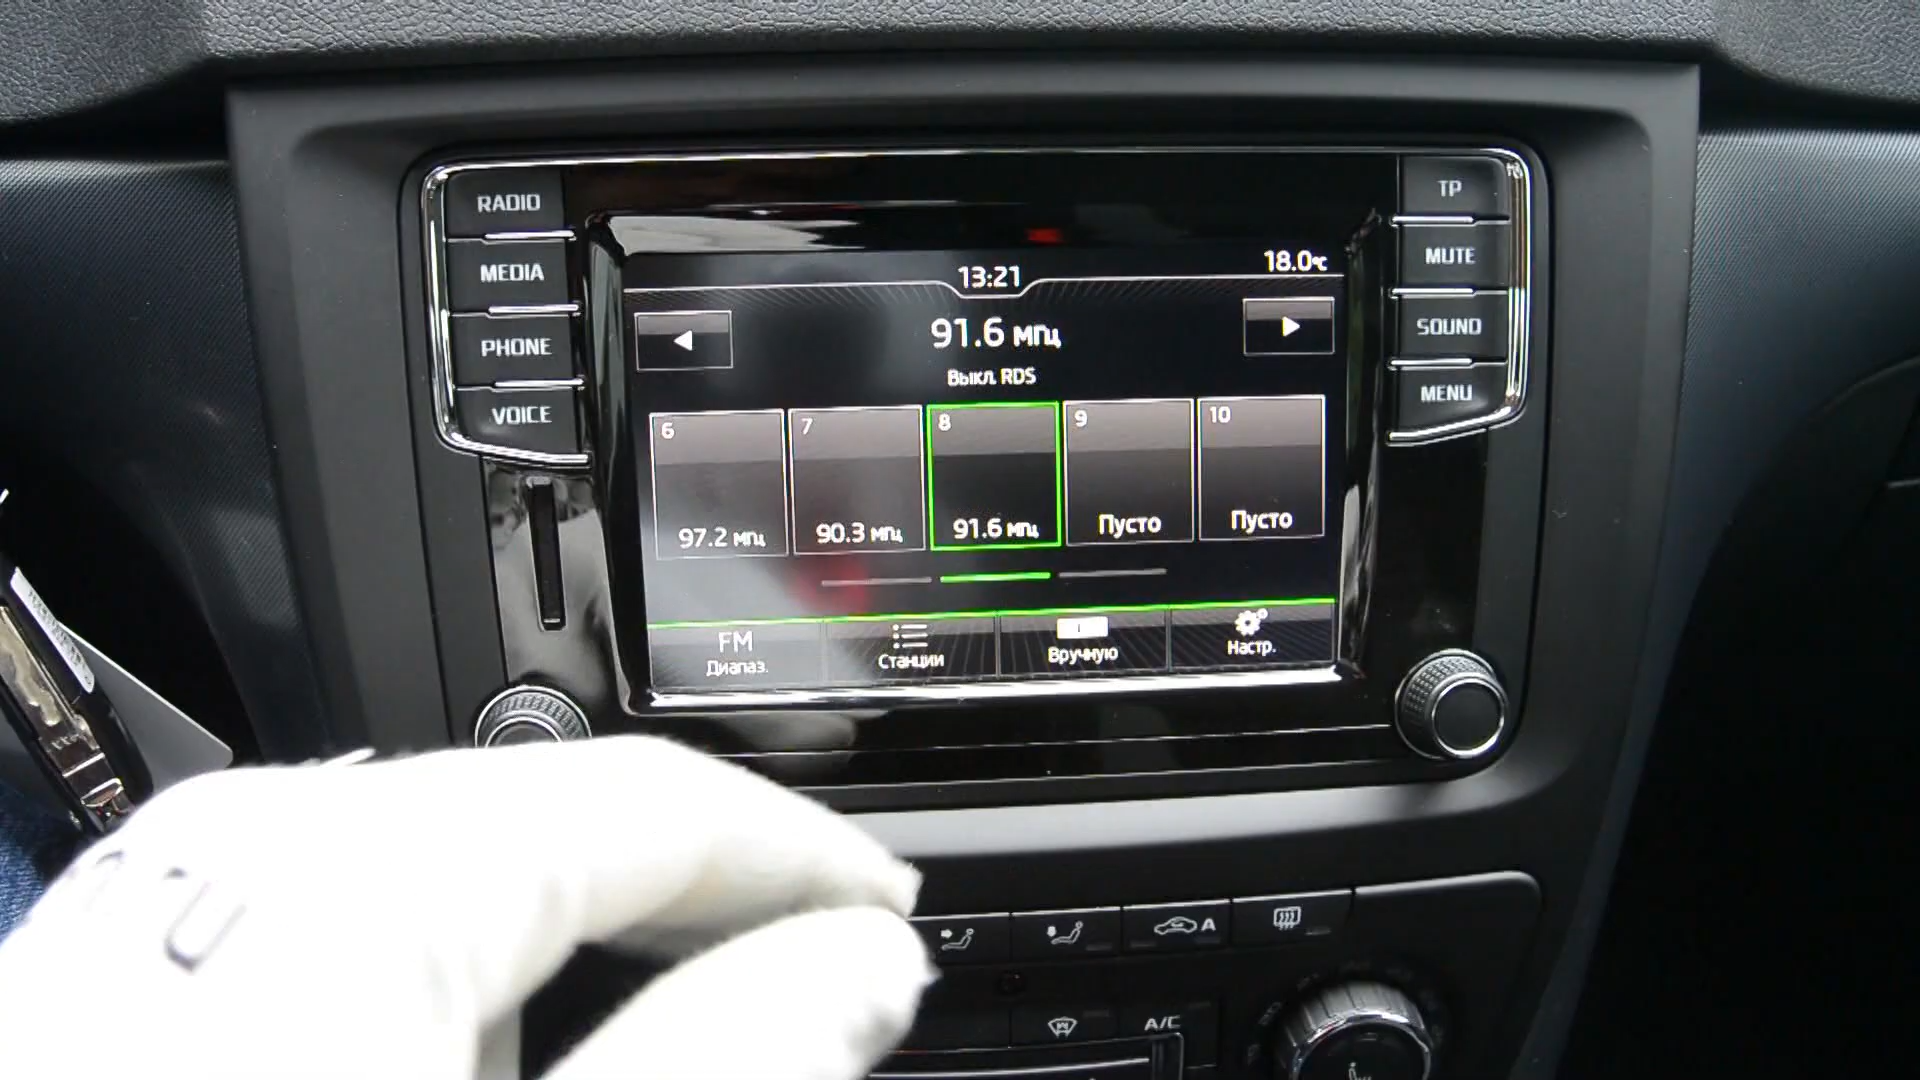 RADIO
MEDIA
PHONE
VOICE
TP
MUTE
SOUND
MENU
13:21
18.0°C
91.6 МГц
Выкл. RDS
6
97.2 МГц
7
90.3 МГц
8
91.6 МГц
9
Пусто
10
Пусто
FM
Диапаз.
Станции
Вручную
Настр.
A
A/C